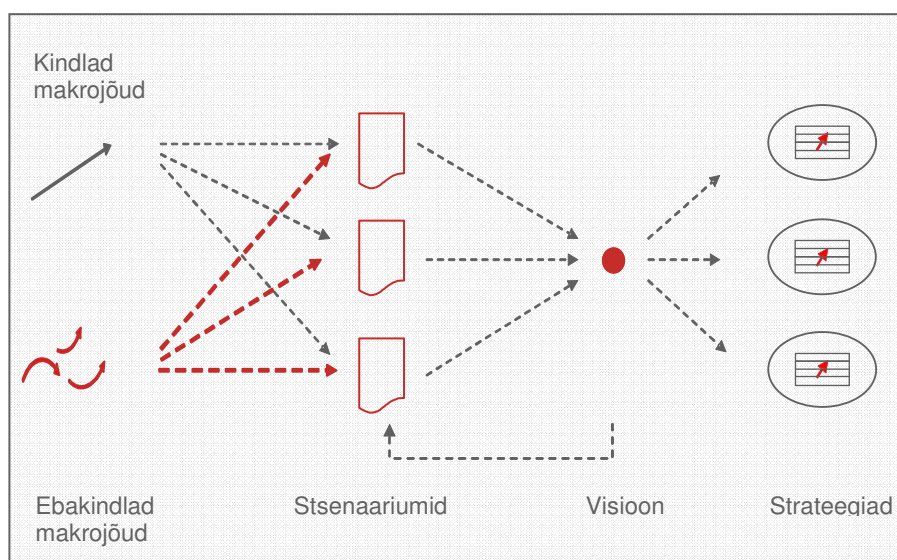 Kindlad
makrojõud
Ebakindlad
makrojõud
Stsenaariumid
Visioon
Strateegiad